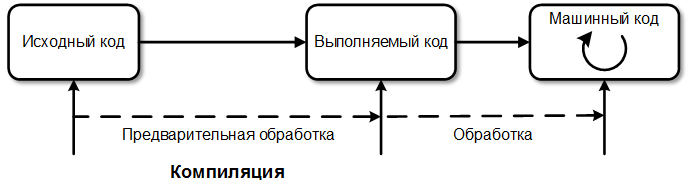 Исходный код
Выполняемый код
Машинный код
Предварительная обработка
Обработка
Компиляция